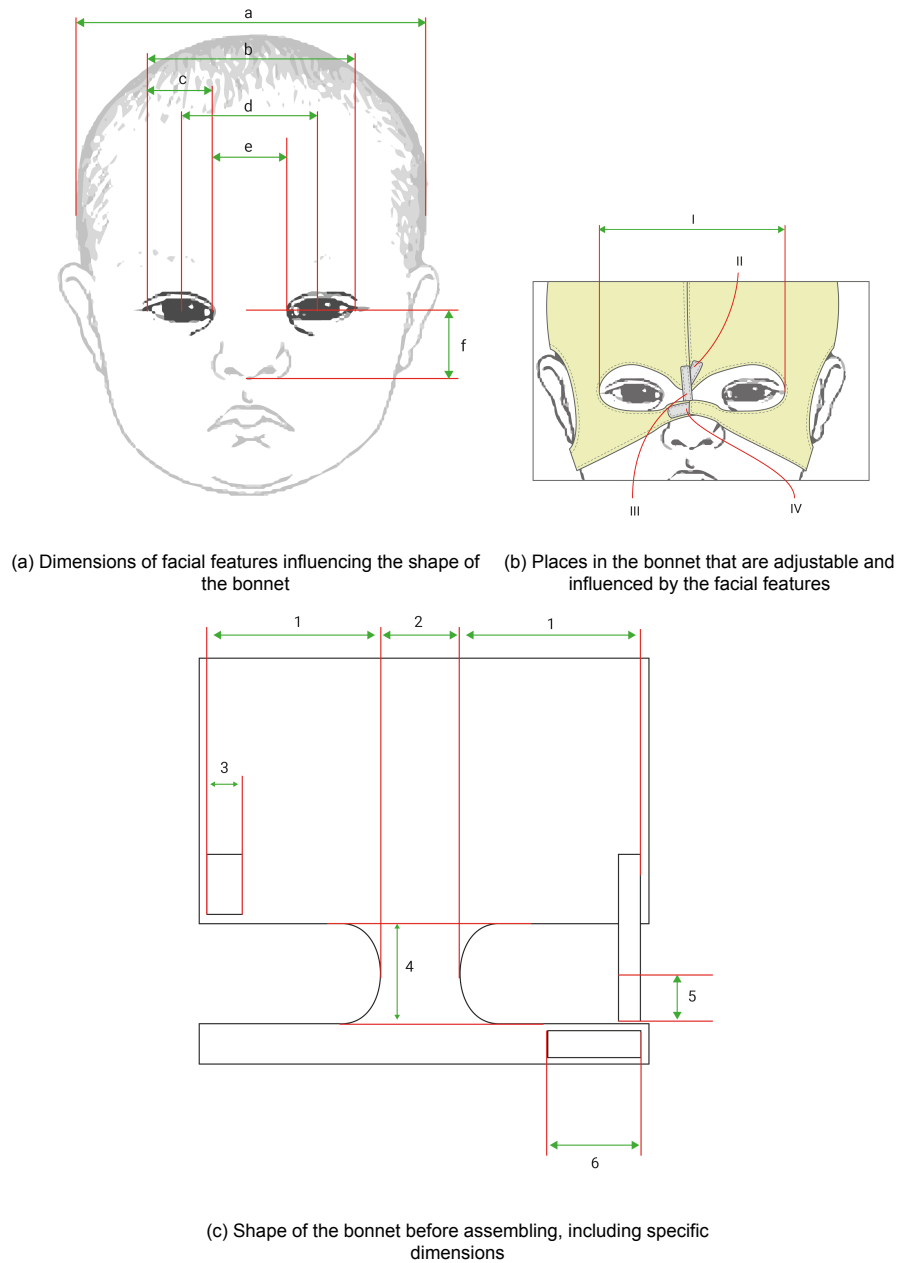 a
b
c
d
e
f
I
II
III
IV
(a) Dimensions of facial features influencing the shape of
the bonnet
(b) Places in the bonnet that are adjustable and
influenced by the facial features
1
2
1
3
4
5
6
(c) Shape of the bonnet before assembling, including specific
dimensions